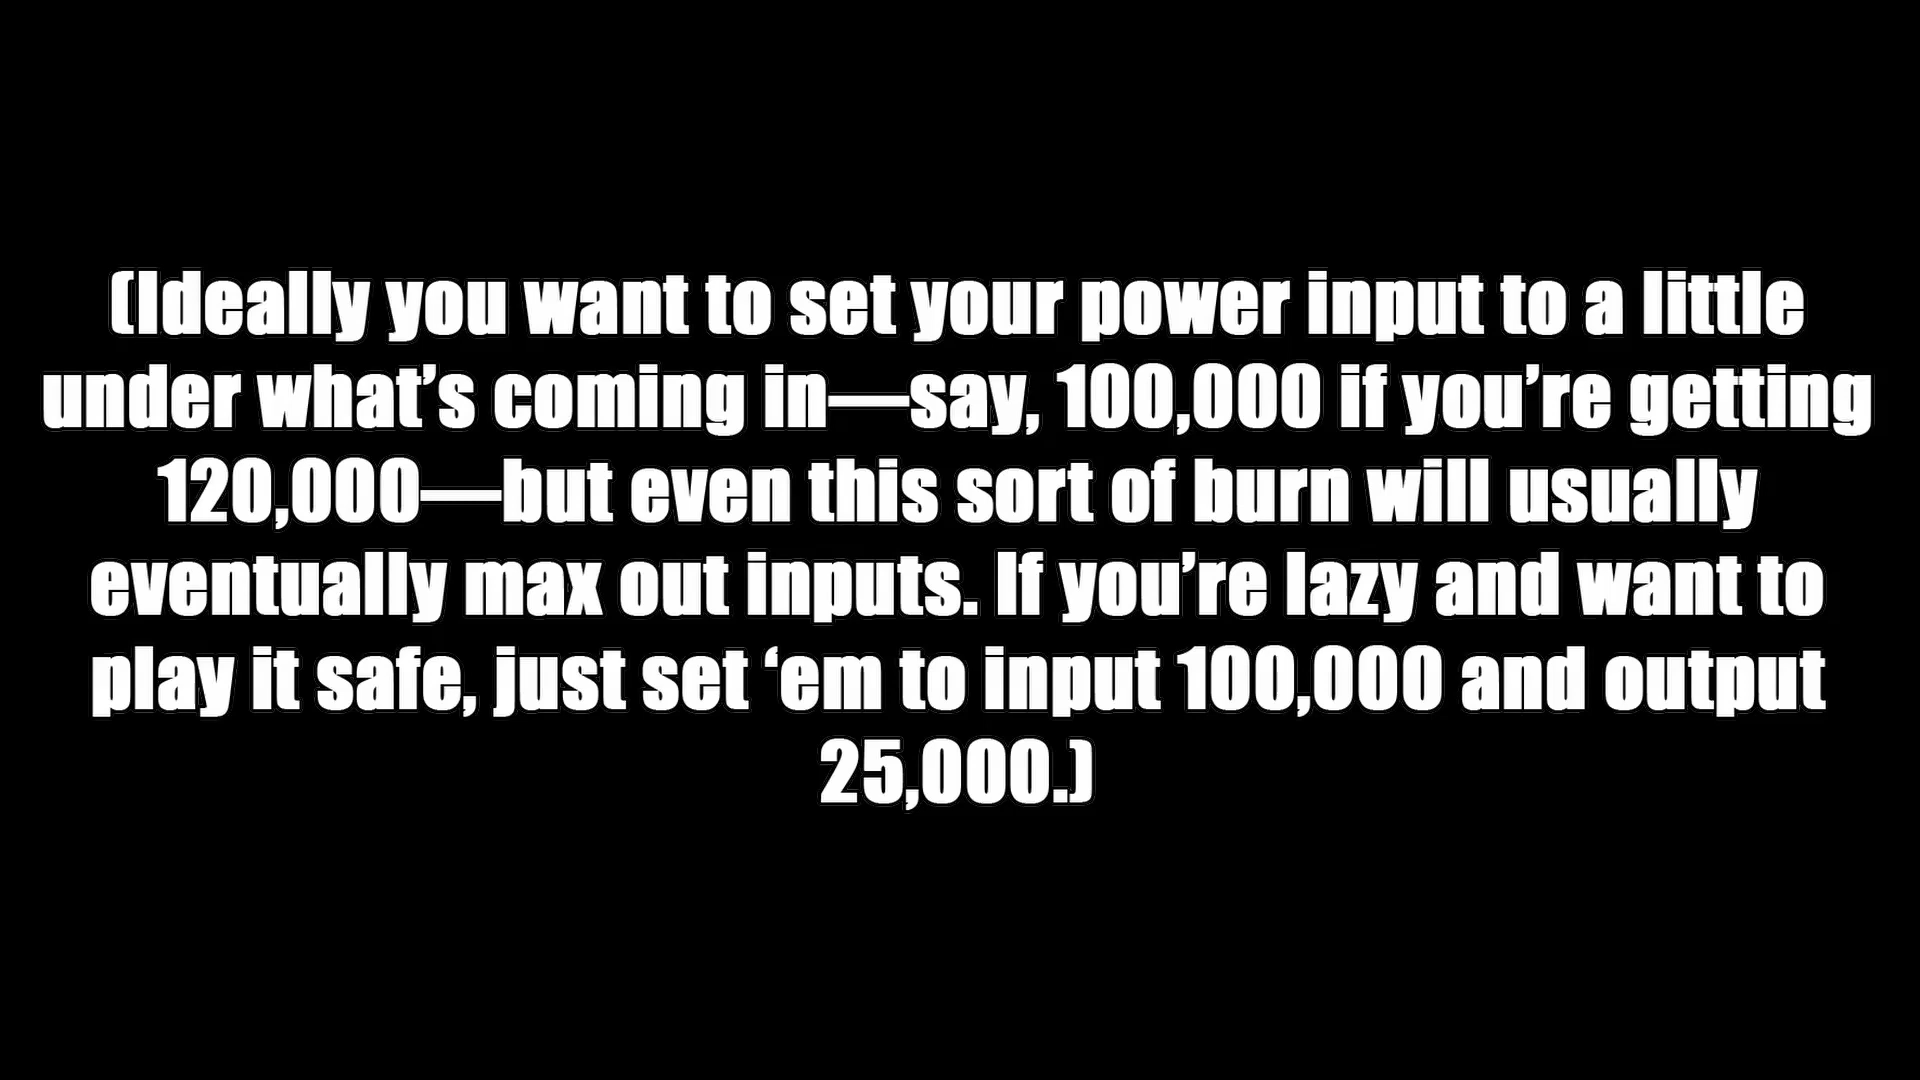 (Ideally you want to set your power input to a little
under what’s coming in—say, 100,000 if you’re getting
120,000—but even this sort of burn will usually
eventually max out inputs. If you’re lazy and want to
play it safe, just set ‘em to input 100,000 and output
25,000.)